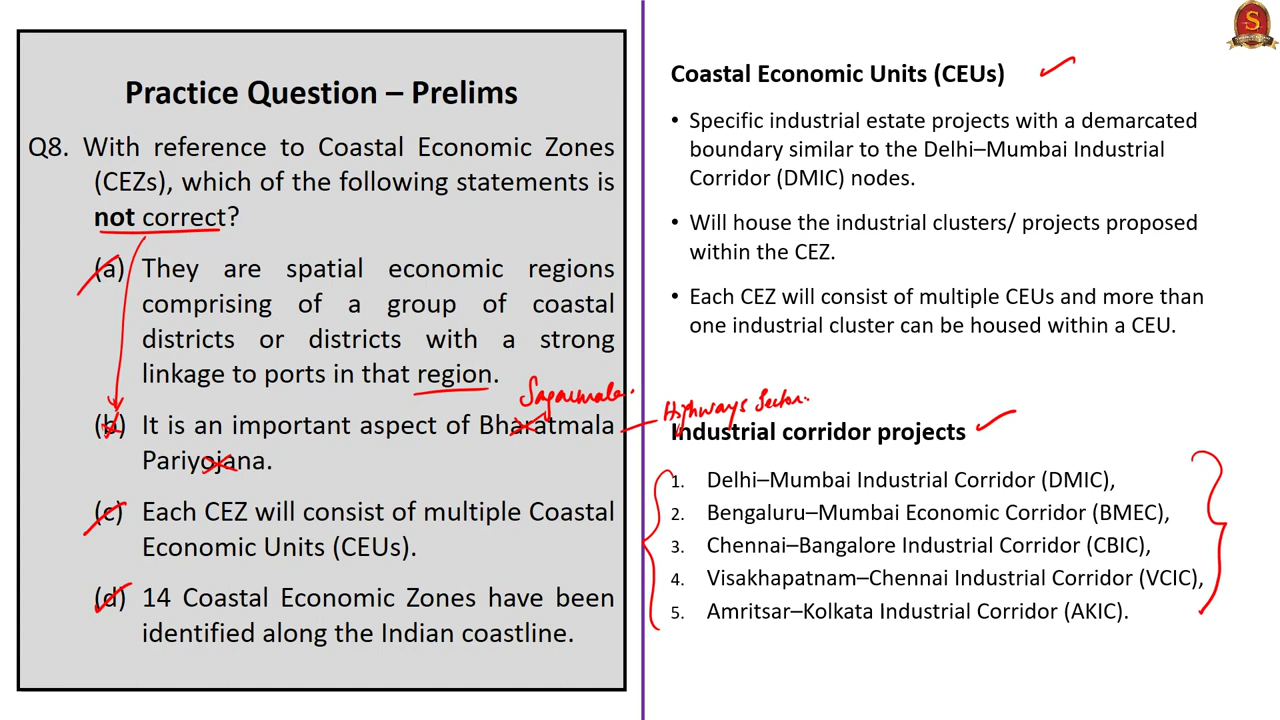 Practice Question – Prelims
Q8. With reference to Coastal Economic Zones
(CEZs), which of the following statements is
not correct?
(a) They are spatial economic regions
comprising of a group of coastal
districts or districts with a strong
linkage to ports in that region.
Sagarmala.
(b) It is an important aspect of Bharatmala
Pariyojana.
(c) Each CEZ will consist of multiple Coastal
Economic Units (CEUs).
(d) 14 Coastal Economic Zones have been
identified along the Indian coastline.
S
Coastal Economic Units (CEUs)
• Specific industrial estate projects with a demarcated
boundary similar to the Delhi–Mumbai Industrial
Corridor (DMIC) nodes.
• Will house the industrial clusters/ projects proposed
within the CEZ.
• Each CEZ will consist of multiple CEUs and more than
one industrial cluster can be housed within a CEU.
Highways Sector.
Industrial corridor projects
1. Delhi–Mumbai Industrial Corridor (DMIC),
2. Bengaluru–Mumbai Economic Corridor (BMEC),
3. Chennai–Bangalore Industrial Corridor (CBIC),
4. Visakhapatnam–Chennai Industrial Corridor (VCIC),
5. Amritsar–Kolkata Industrial Corridor (AKIC).